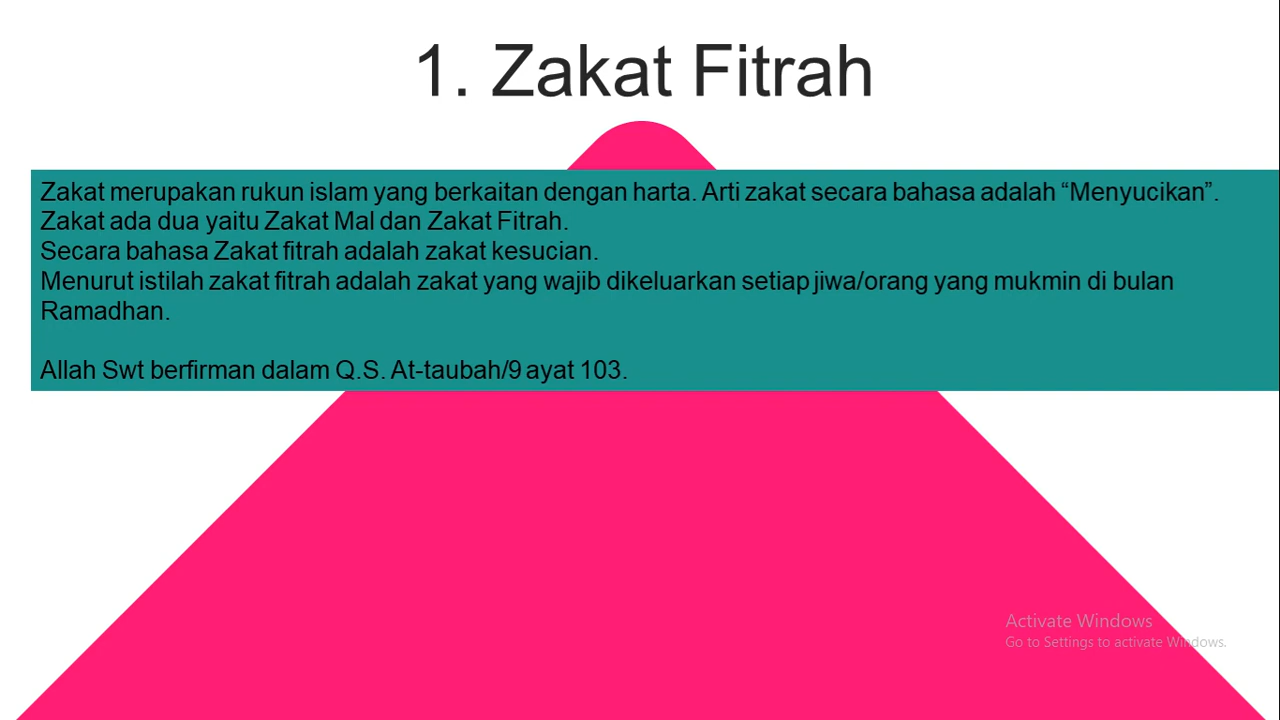 1. Zakat Fitrah
Zakat merupakan rukun islam yang berkaitan dengan harta. Arti zakat secara bahasa adalah “Menyucikan”.
Zakat ada dua yaitu Zakat Mal dan Zakat Fitrah.
Secara bahasa Zakat fitrah adalah zakat kesucian.
Menurut istilah zakat fitrah adalah zakat yang wajib dikeluarkan setiap jiwa/orang yang mukmin di bulan
Ramadhan.
Allah Swt berfirman dalam Q.S. At-taubah/9 ayat 103.
Activate Windows
Go to Settings to activate Windows.